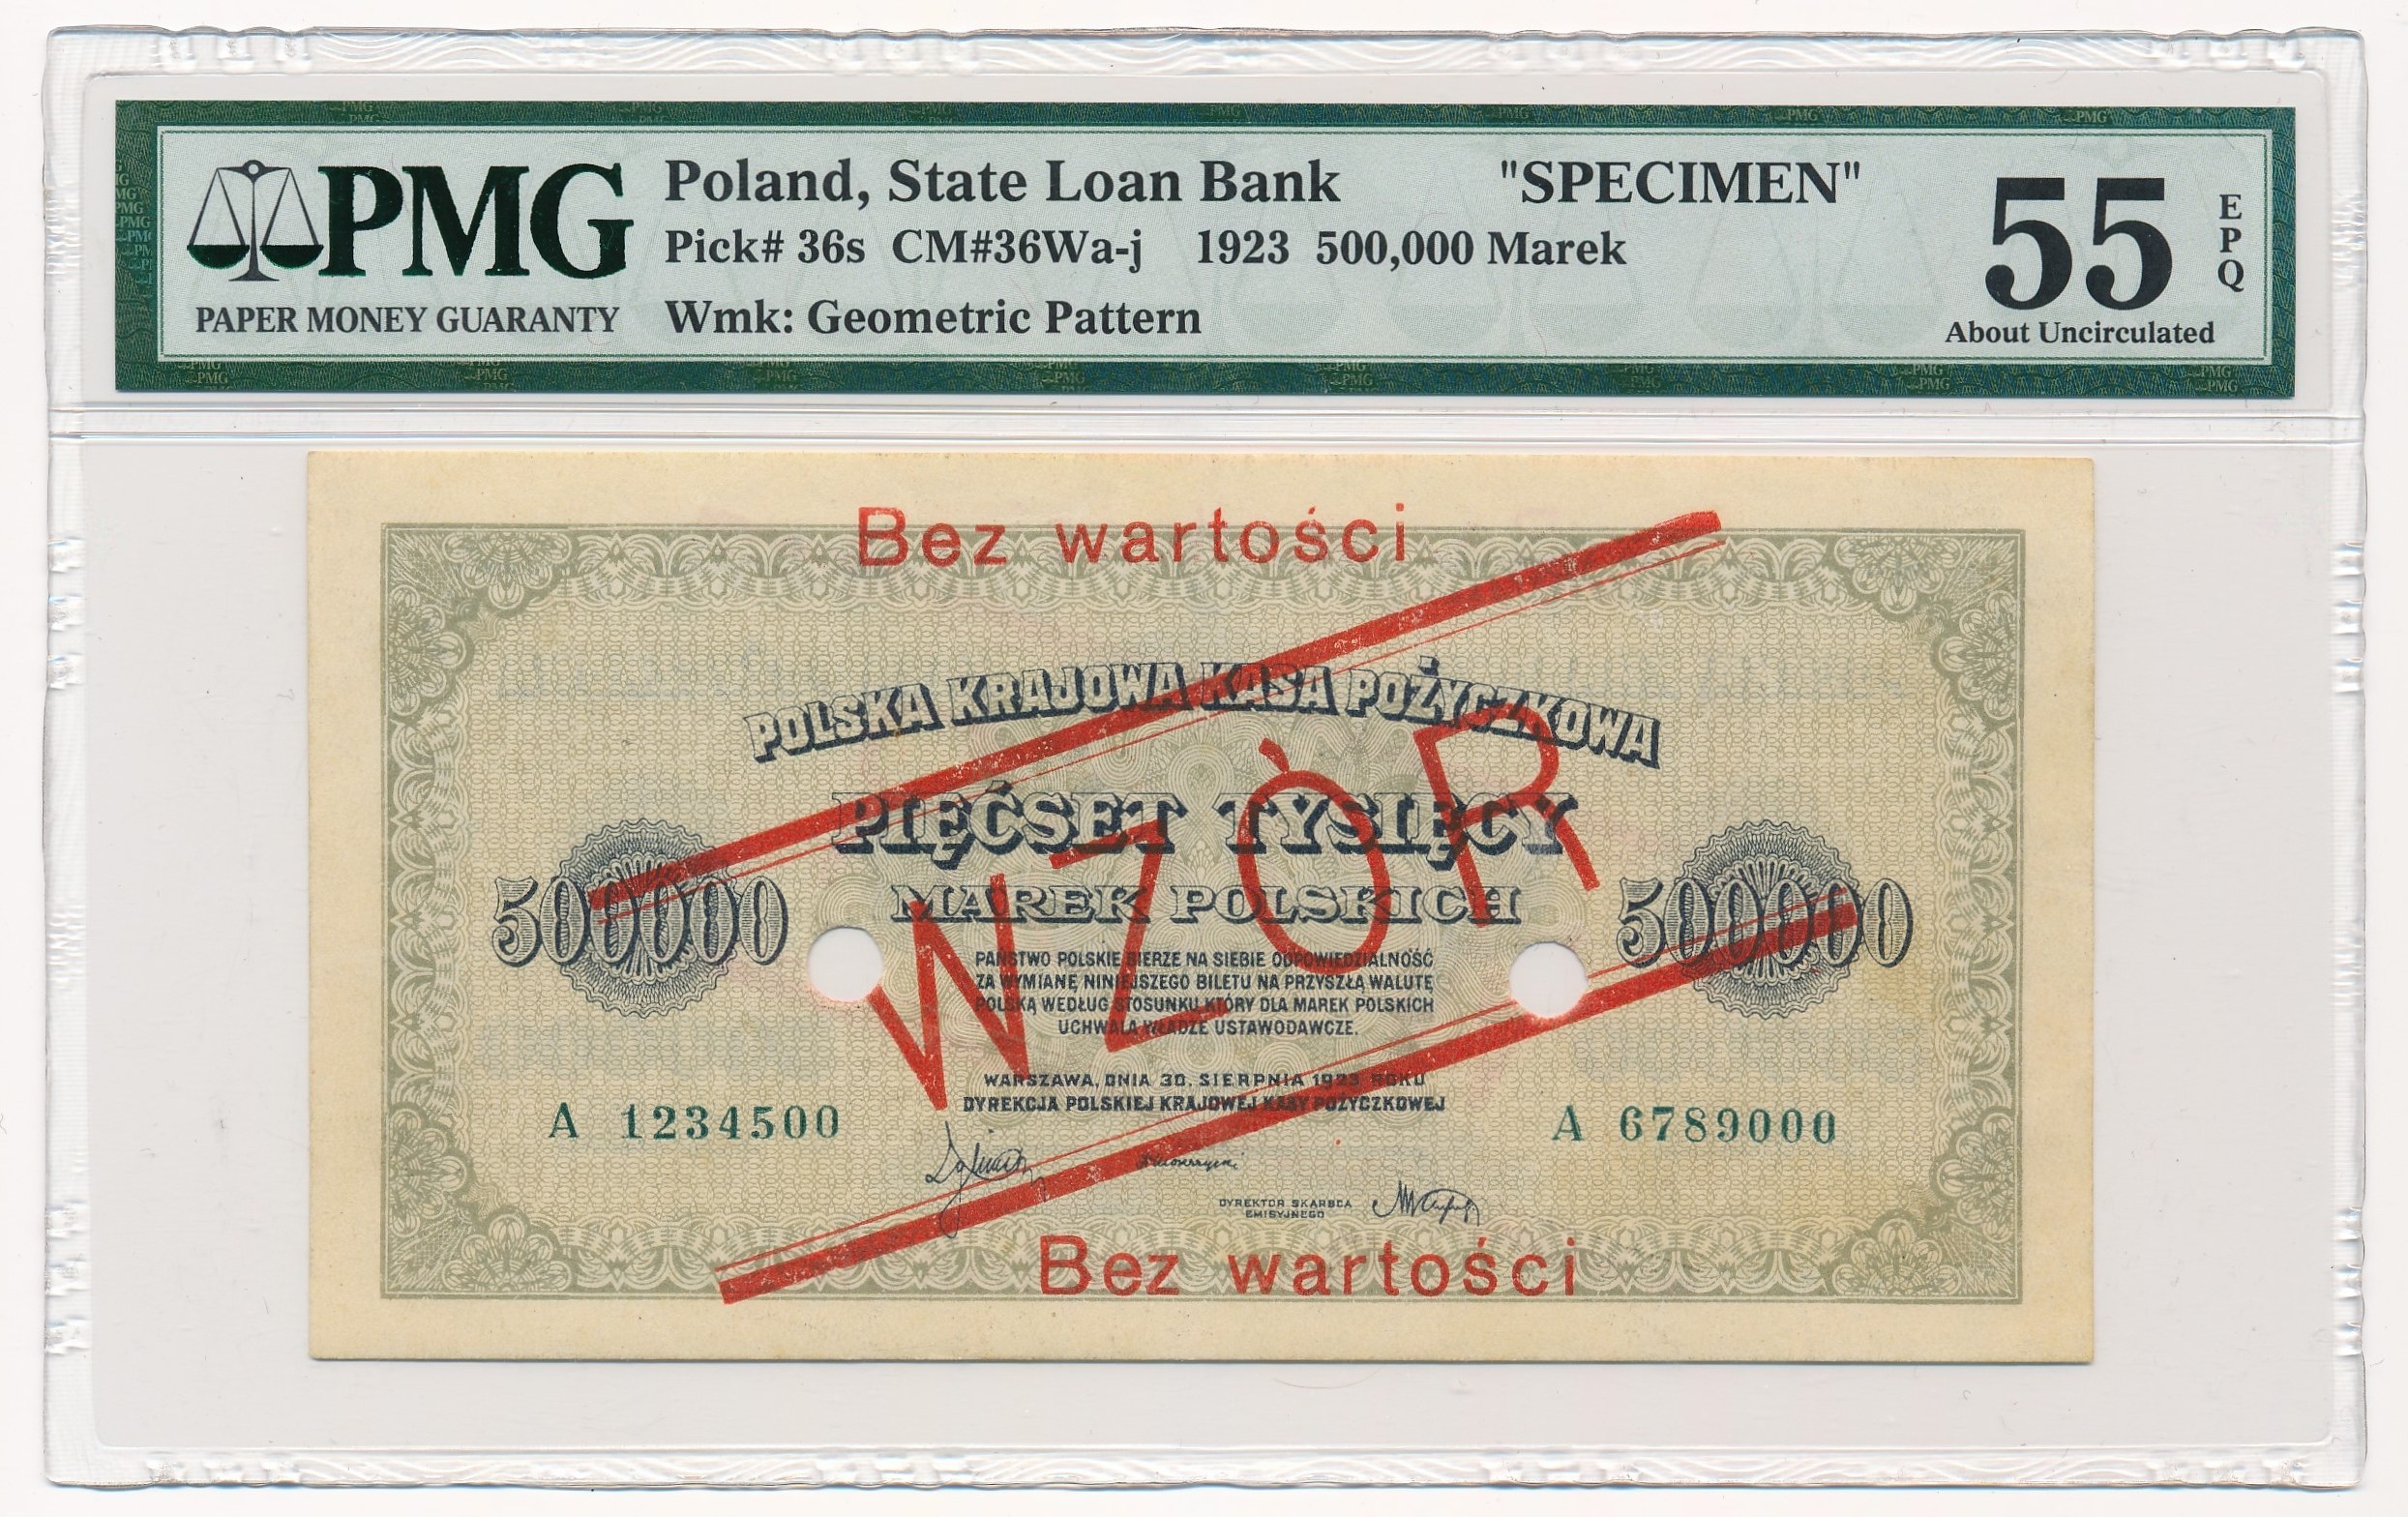 PMG
PAPER MONEY GUARANTY
Poland, State Loan Bank "SPECIMEN"
Pick# 36s CM#36Wa-j 1923 500,000 Marek
Wmk: Geometric Pattern
55
EPQ
About Uncirculated
Bez wartości
POLSKA KRAJOWA KASA POŻYCZKOWA
PIĘĆSET TYSIĘCY
MAREK POLSKICH
500000
500000
WZÓR
PAŃSTWO POLSKIE BIERZE NA SIEBIE ODPOWIEDZIALNOŚĆ
ZA WYMIANĘ NINIEJSZEGO BILETU NA PRZYSZŁĄ WALUTĘ
POLSKĄ WEDŁUG STOSUNKU, KTÓRY DLA MAREK POLSKICH
UCHWALĄ WŁADZE USTAWODAWCZE.
WARSZAWA, DNIA 30. SIERPNIA 1923 ROKU
DYREKCJA POLSKIEJ KRAJOWEJ KASY POŻYCZKOWEJ
A 1234500
A 6789000
DYREKTOR SKARBCA
EMISYJNEGO
Bez wartości